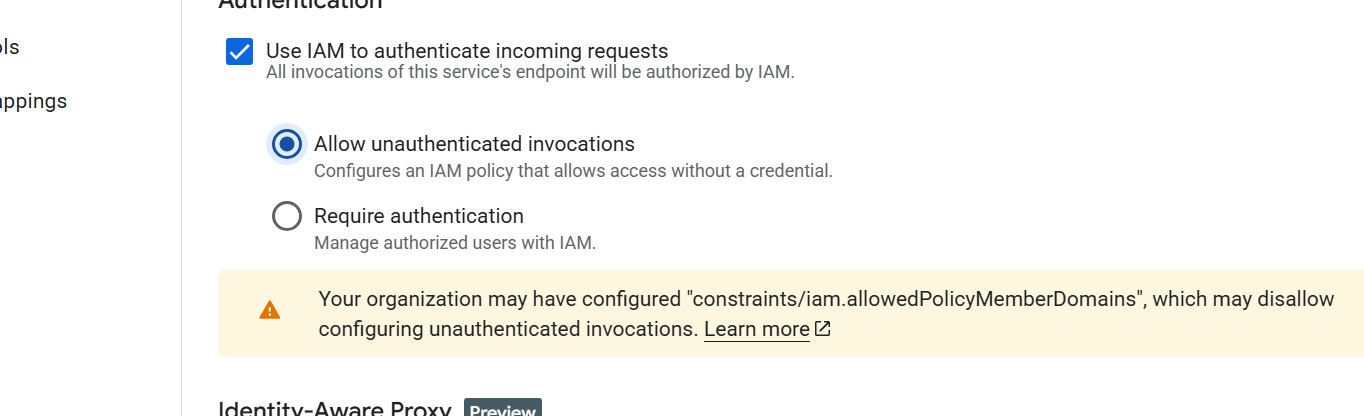 Authentication
ols
Use IAM to authenticate incoming requests
All invocations of this service's endpoint will be authorized by IAM.
appings
Allow unauthenticated invocations
Configures an IAM policy that allows access without a credential.
Require authentication
Manage authorized users with IAM.
Your organization may have configured "constraints/iam.allowedPolicyMemberDomains", which may disallow
configuring unauthenticated invocations. Learn more
Identity-Aware Proxy Preview